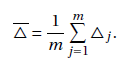 $\overline{\triangle} = \frac{1}{m} \sum_{j=1}^{m} \triangle_j.$